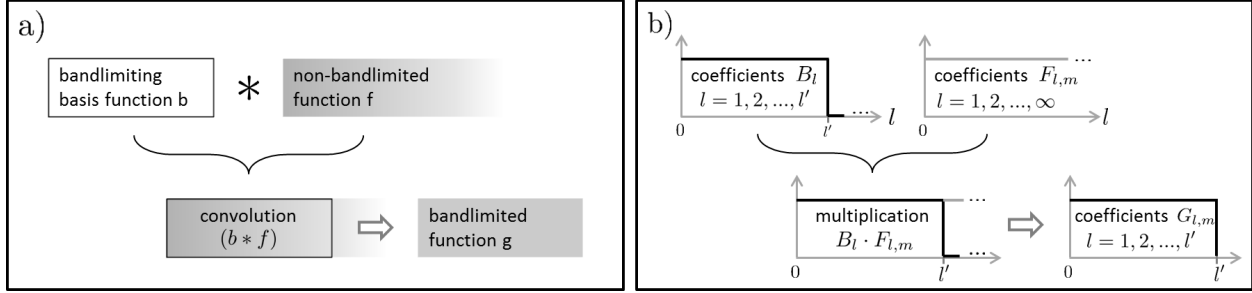 a)
bandlimiting
basis function b
*
non-bandlimited
function f
convolution
(b * f)
bandlimited
function g
b)
coefficients B_l
l = 1, 2, ..., l'
...
0
l'
l
coefficients F_{l,m}
l = 1, 2, ..., ∞
...
0
l
multiplication
B_l · F_{l,m}
...
...
0
l'
coefficients G_{l,m}
l = 1, 2, ..., l'
0
l'